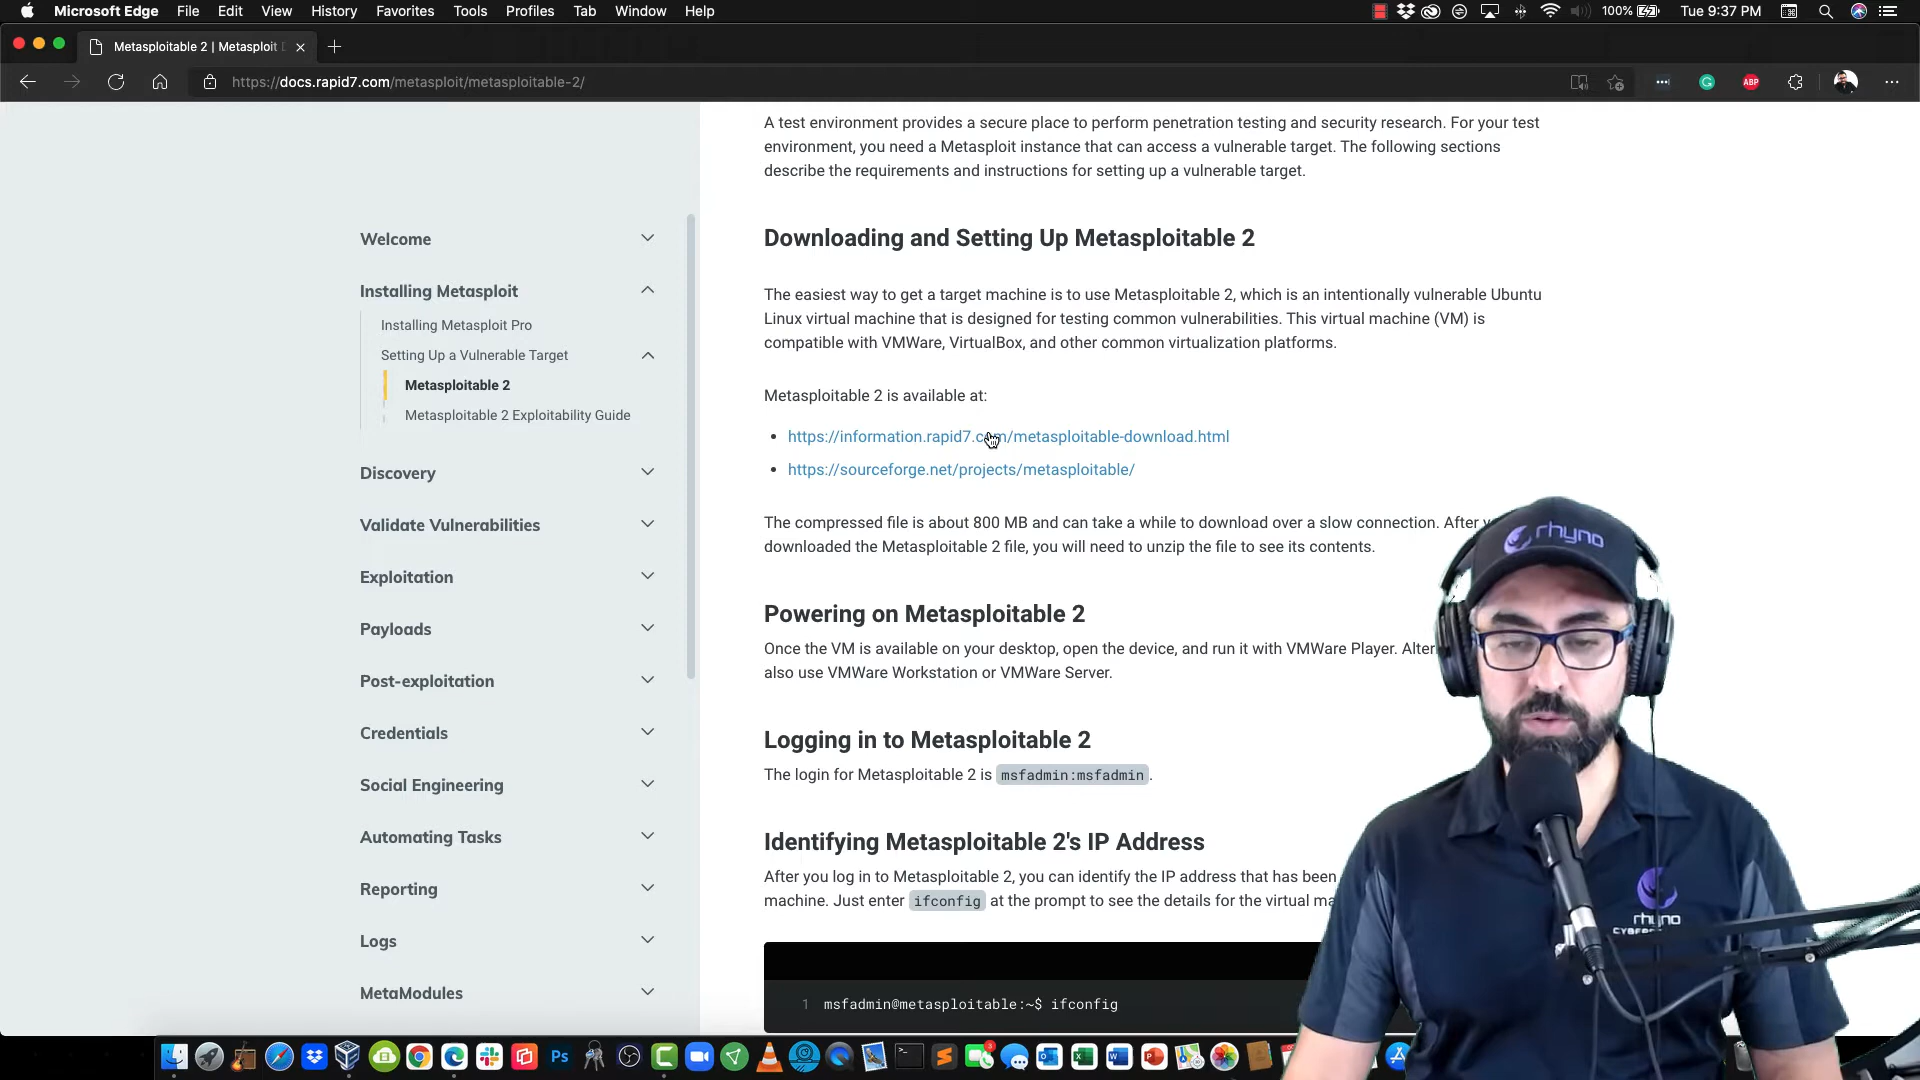 Microsoft Edge File Edit View History Favorites Tools Profiles Tab Window Help 100% Tue 9:37 PM
Metasploitable 2 | Metasploit
https://docs.rapid7.com/metasploit/metasploitable-2/
ABP
Welcome
Installing Metasploit
Installing Metasploit Pro
Setting Up a Vulnerable Target
Metasploitable 2
Metasploitable 2 Exploitability Guide
Discovery
Validate Vulnerabilities
Exploitation
Payloads
Post-exploitation
Credentials
Social Engineering
Automating Tasks
Reporting
Logs
MetaModules
A test environment provides a secure place to perform penetration testing and security research. For your test
environment, you need a Metasploit instance that can access a vulnerable target. The following sections
describe the requirements and instructions for setting up a vulnerable target.
Downloading and Setting Up Metasploitable 2
The easiest way to get a target machine is to use Metasploitable 2, which is an intentionally vulnerable Ubuntu
Linux virtual machine that is designed for testing common vulnerabilities. This virtual machine (VM) is
compatible with VMWare, VirtualBox, and other common virtualization platforms.
Metasploitable 2 is available at:
https://information.rapid7.com/metasploitable-download.html
https://sourceforge.net/projects/metasploitable/
The compressed file is about 800 MB and can take a while to download over a slow connection. After
downloaded the Metasploitable 2 file, you will need to unzip the file to see its contents.
Powering on Metasploitable 2
Once the VM is available on your desktop, open the device, and run it with VMWare Player.
also use VMWare Workstation or VMWare Server.
Logging in to Metasploitable 2
The login for Metasploitable 2 is msfadmin:msfadmin.
Identifying Metasploitable 2's IP Address
After you log in to Metasploitable 2, you can identify the IP address that has been
machine. Just enter ifconfig at the prompt to see the details for the virtual
1 msfadmin@metasploitable:~$ ifconfig
rhyno
rhyno
Ps
3